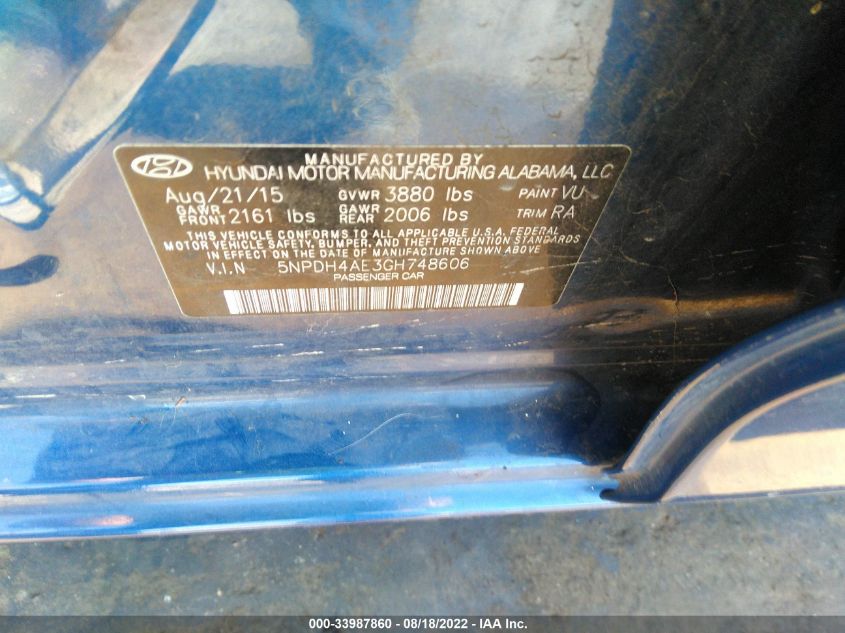 MANUFACTURED BY
HYUNDAI MOTOR MANUFACTURING ALABAMA, LLC
Aug/21/15 GVWR 3880 lbs PAINT VU
GAWR FRONT 2161 lbs GAWR REAR 2006 lbs TRIM RA
THIS VEHICLE CONFORMS TO ALL APPLICABLE U.S.A. FEDERAL
MOTOR VEHICLE SAFETY, BUMPER, AND THEFT PREVENTION STANDARDS
IN EFFECT ON THE DATE OF MANUFACTURE SHOWN ABOVE
V.I.N 5NPDH4AE3GH748606
PASSENGER CAR
000-33987860 - 08/18/2022 - IAA Inc.